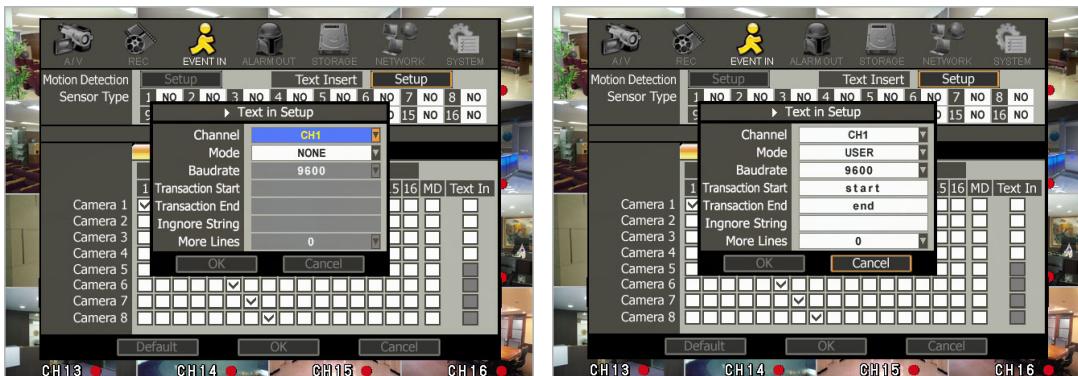 A/V REC EVENT IN ALARM OUT STORAGE NETWORK SYSTEM
Motion Detection Setup Text Insert Setup
Sensor Type 1 NO 2 NO 3 NO 4 NO 5 NO 6 NO 7 NO 8 NO
9 15 NO 16 NO
Text in Setup
Channel CH1
Mode NONE
Baudrate 9600
Transaction Start
Transaction End
Ingnore String
More Lines 0
OK Cancel
1 15 16 MD Text In
Camera 1
Camera 2
Camera 3
Camera 4
Camera 5
Camera 6
Camera 7
Camera 8
Default OK Cancel
CH13 CH14 CH15 CH16
A/V REC EVENT IN ALARM OUT STORAGE NETWORK SYSTEM
Motion Detection Setup Text Insert Setup
Sensor Type 1 NO 2 NO 3 NO 4 NO 5 NO 6 NO 7 NO 8 NO
9 15 NO 16 NO
Text in Setup
Channel CH1
Mode USER
Baudrate 9600
Transaction Start start
Transaction End end
Ingnore String
More Lines 0
OK Cancel
1 15 16 MD Text In
Camera 1
Camera 2
Camera 3
Camera 4
Camera 5
Camera 6
Camera 7
Camera 8
Default OK Cancel
CH13 CH14 CH15 CH16